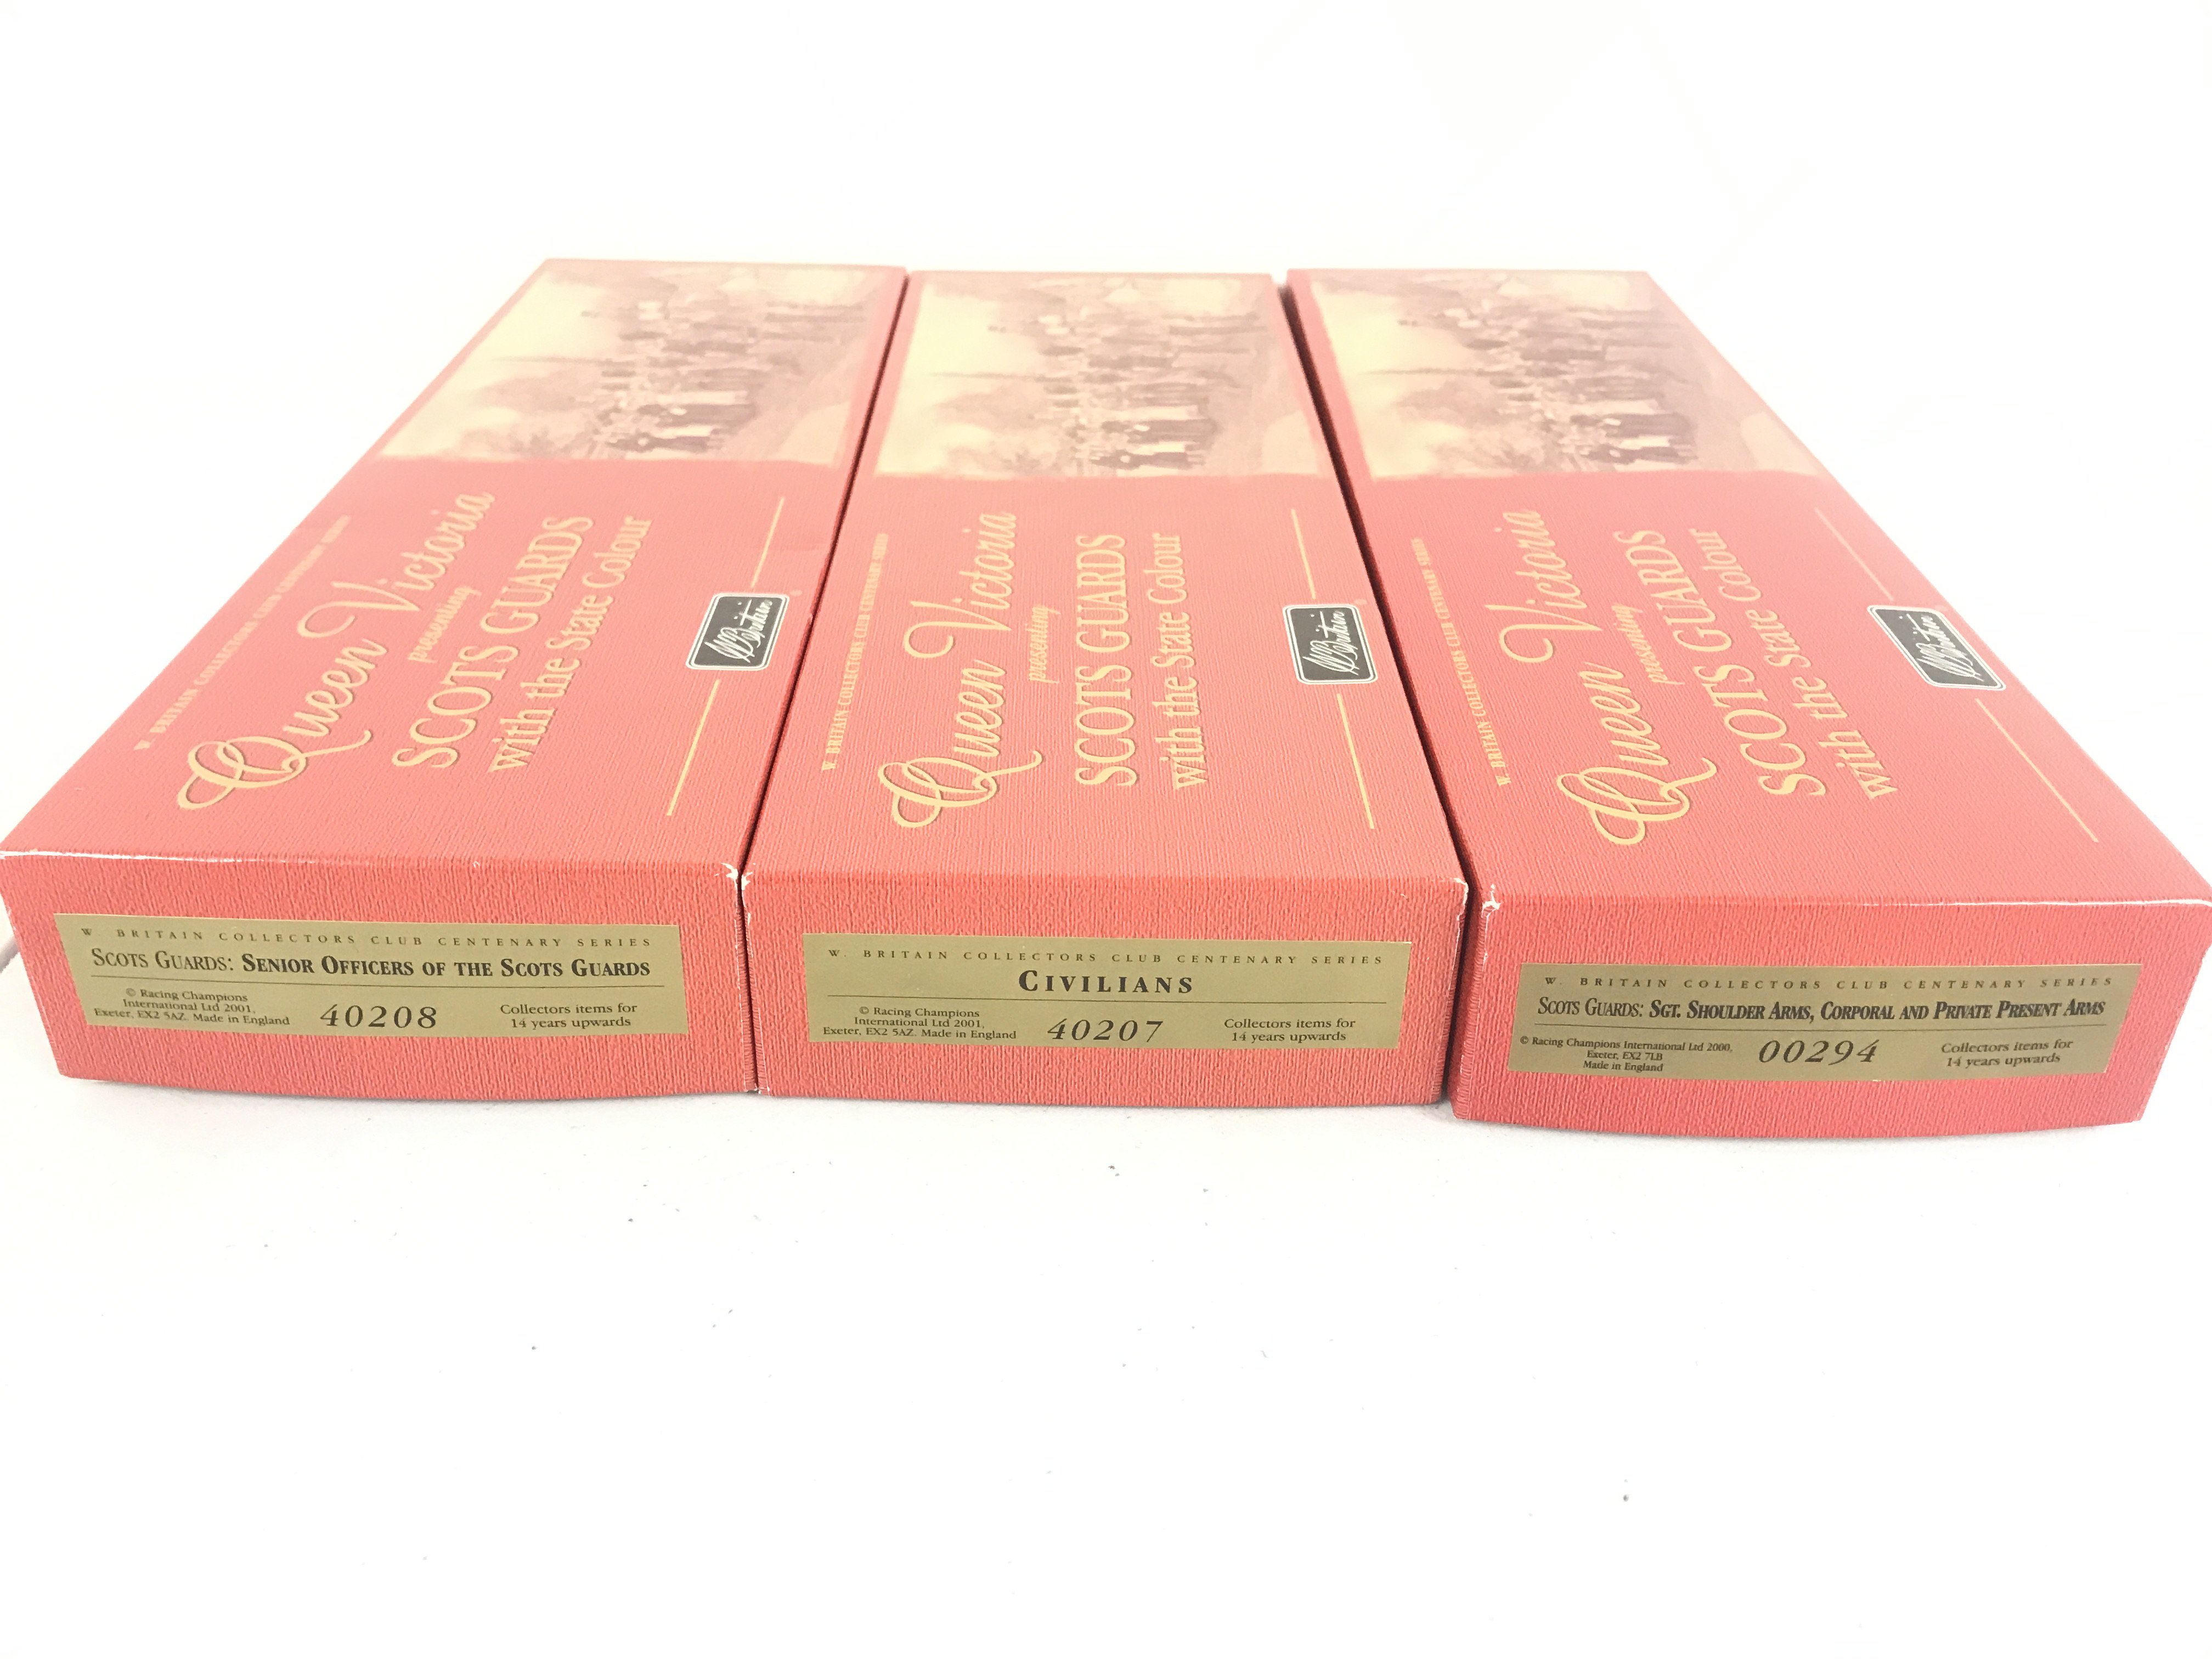 W. BRITAIN COLLECTORS CLUB CENTENARY SERIES
Queen Victoria
presenting
SCOTS GUARDS
with the State Colour
W. Britain
W BRITAIN COLLECTORS CLUB CENTENARY SERIES
SCOTS GUARDS: SENIOR OFFICERS OF THE SCOTS GUARDS
© Racing Champions
International Ltd 2001,
Exeter, EX2 5AZ. Made in England
40208
Collectors items for
14 years upwards
W. BRITAIN COLLECTORS CLUB CENTENARY SERIES
Queen Victoria
presenting
SCOTS GUARDS
with the State Colour
W. Britain
W. BRITAIN COLLECTORS CLUB CENTENARY SERIES
CIVILIANS
© Racing Champions
International Ltd 2001,
Exeter, EX2 5AZ. Made in England
40207
Collectors items for
14 years upwards
W. BRITAIN COLLECTORS CLUB CENTENARY SERIES
Queen Victoria
presenting
SCOTS GUARDS
with the State Colour
W. Britain
W. BRITAIN COLLECTORS CLUB CENTENARY SERIES
SCOTS GUARDS: SGT. SHOULDER ARMS, CORPORAL AND PRIVATE PRESENT ARMS
© Racing Champions International Ltd 2000,
Exeter, EX2 7LB
Made in England
00294
Collectors items for
14 years upwards